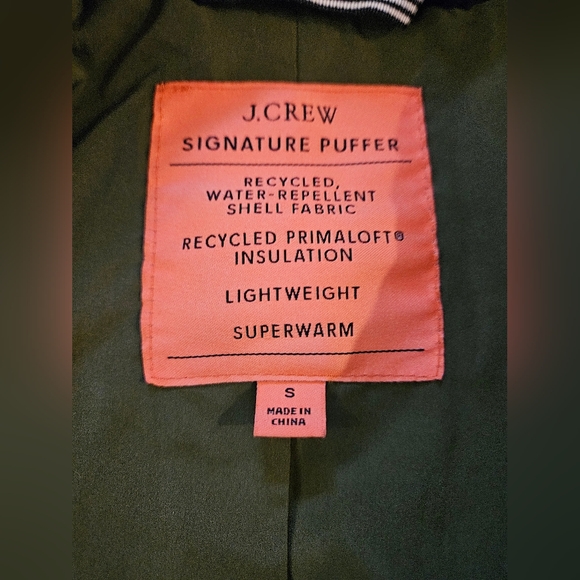 J.CREW
SIGNATURE PUFFER
RECYCLED,
WATER-REPELLENT
SHELL FABRIC
RECYCLED PRIMALOFT®
INSULATION
LIGHTWEIGHT
SUPERWARM
S
MADE IN
CHINA